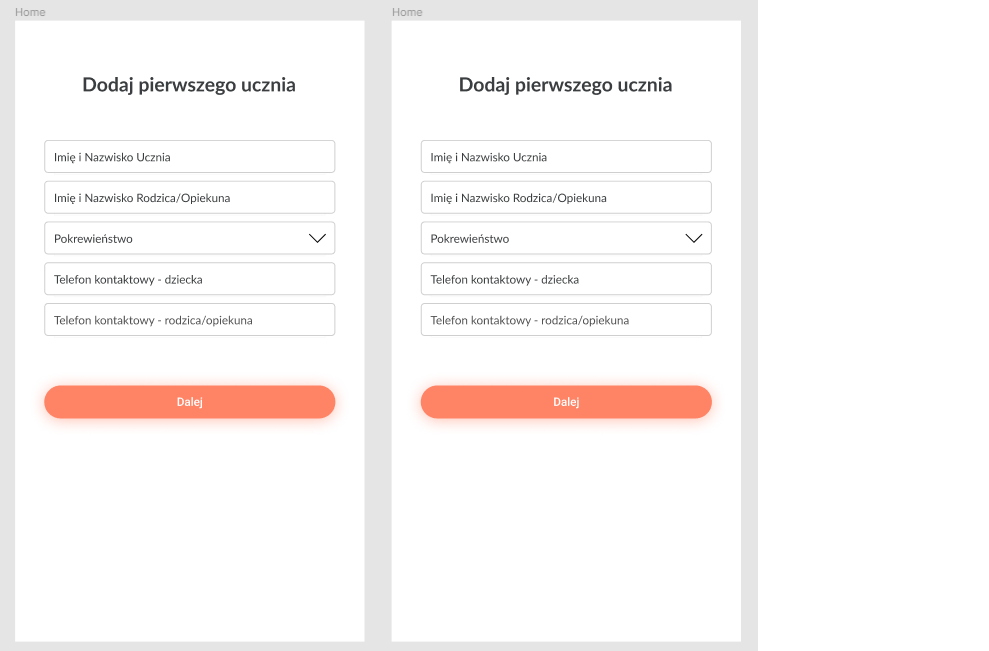 Home
Dodaj pierwszego ucznia
Imię i Nazwisko Ucznia
Imię i Nazwisko Rodzica/Opiekuna
Pokrewieństwo
Telefon kontaktowy - dziecka
Telefon kontaktowy - rodzica/opiekuna
Dalej
Home
Dodaj pierwszego ucznia
Imię i Nazwisko Ucznia
Imię i Nazwisko Rodzica/Opiekuna
Pokrewieństwo
Telefon kontaktowy - dziecka
Telefon kontaktowy - rodzica/opiekuna
Dalej